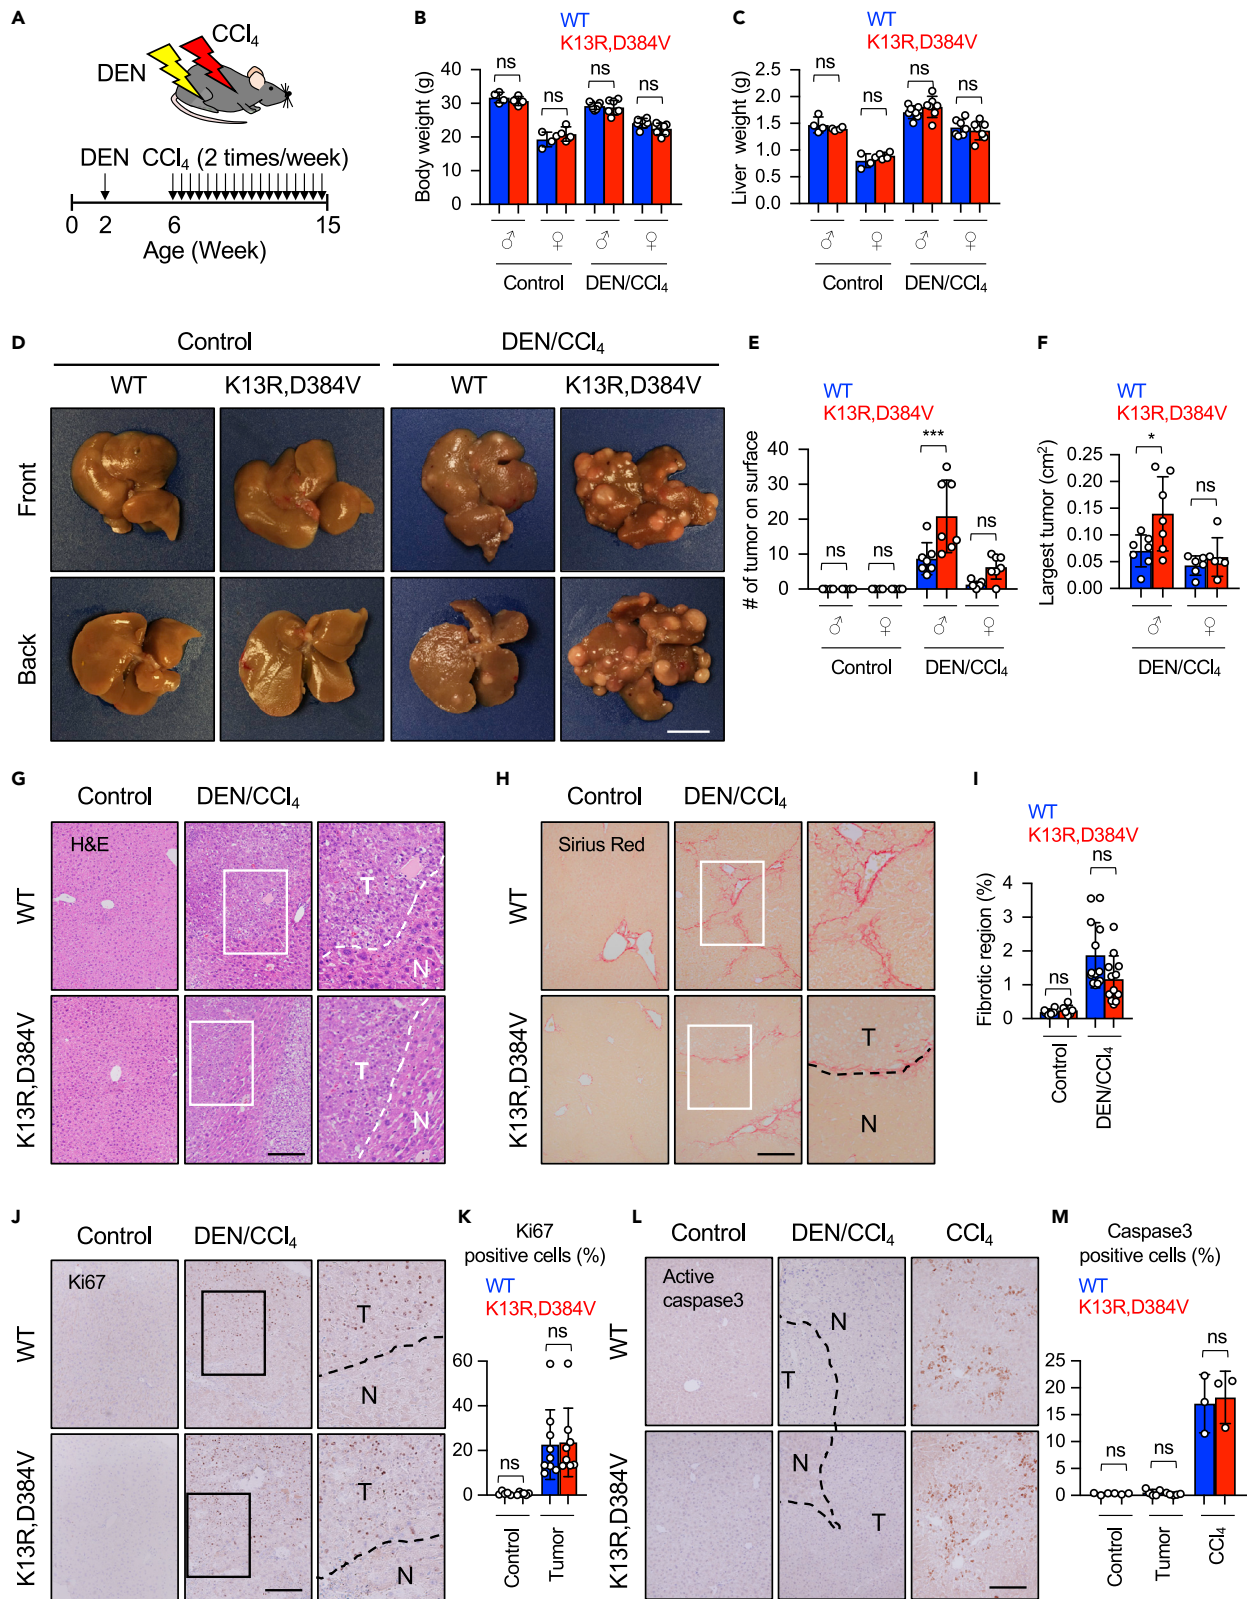 A
CCl4
DEN
DEN CCl4 (2 times/week)
0 2 6 15
Age (Week)
B
WT
K13R,D384V
ns ns ns ns
Body weight (g)
40
30
20
10
0
♂ ♀ ♂ ♀
Control DEN/CCl4
C
WT
K13R,D384V
ns ns ns ns
Liver weight (g)
2.5
2.0
1.5
1.0
0.5
0.0
♂ ♀ ♂ ♀
Control DEN/CCl4
D
Control DEN/CCl4
WT K13R,D384V WT K13R,D384V
Front
Back
E
WT
K13R,D384V
# of tumor on surface
40
30
20
10
0
ns ns *** ns
♂ ♀ ♂ ♀
Control DEN/CCl4
F
WT
K13R,D384V
Largest tumor (cm²)
0.25
0.20
0.15
0.10
0.05
0.00
* ns
♂ ♀
DEN/CCl4
G
Control DEN/CCl4
H&E
WT
T
N
K13R,D384V
T
N
H
Control DEN/CCl4
Sirius Red
WT
K13R,D384V
T
N
I
WT
K13R,D384V
Fibrotic region (%)
4
3
2
1
0
ns ns
Control DEN/CCl4
J
Control DEN/CCl4
Ki67
WT
T
N
K13R,D384V
T
N
K
Ki67
positive cells (%)
WT
K13R,D384V
60
40
20
0
ns ns
Control Tumor
L
Control DEN/CCl4 CCl4
Active
caspase3
WT
N
T
K13R,D384V
N
T
M
Caspase3
positive cells (%)
WT
K13R,D384V
25
20
15
10
5
0
ns ns ns
Control Tumor CCl4